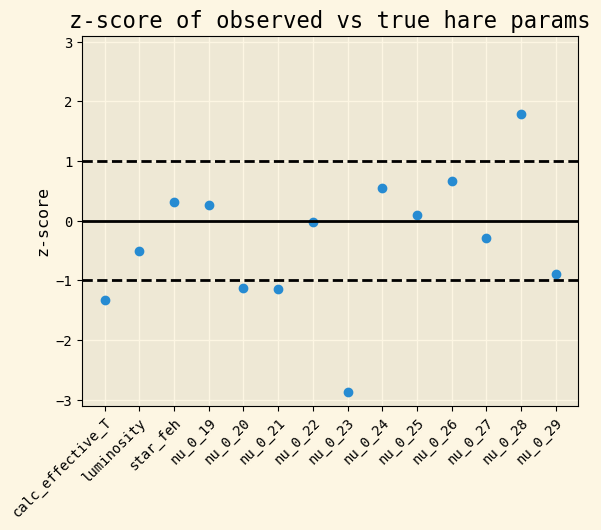 z-score of observed vs true hare params
z-score
3
2
1
0
−1
−2
−3
calc_effective_T
luminosity
star_feh
nu_0_19
nu_0_20
nu_0_21
nu_0_22
nu_0_23
nu_0_24
nu_0_25
nu_0_26
nu_0_27
nu_0_28
nu_0_29